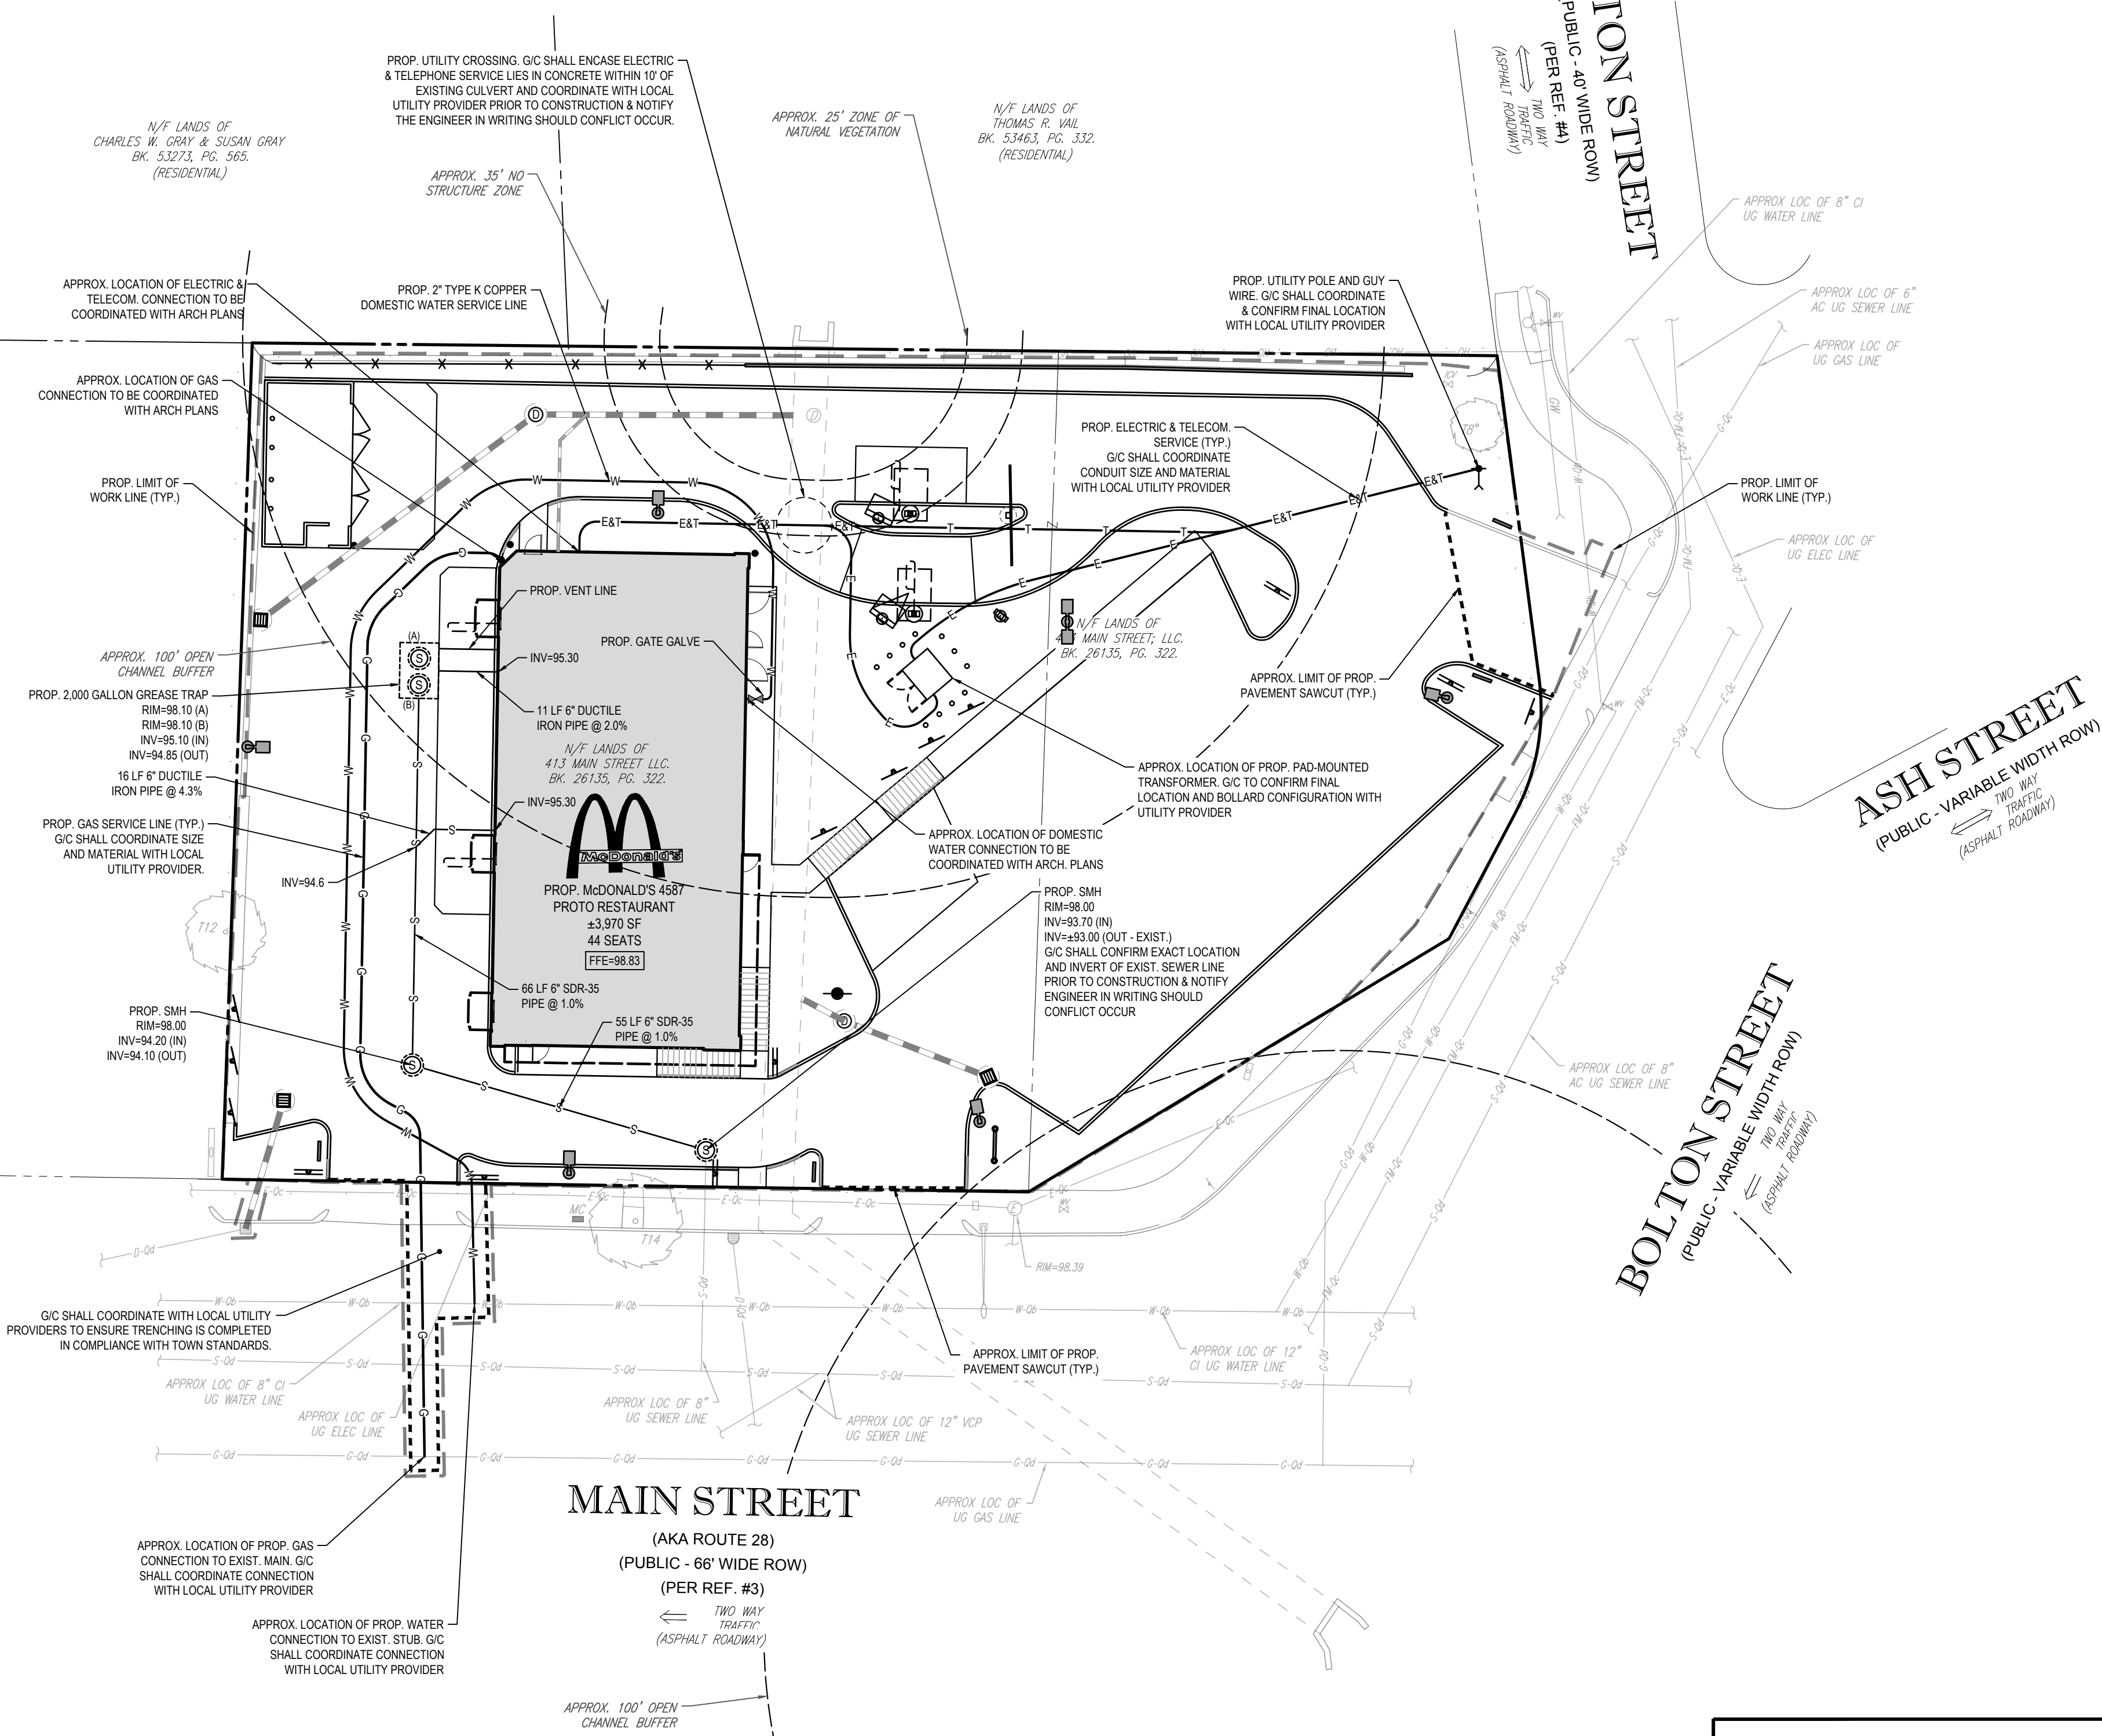 TON STREET
(PUBLIC - 40' WIDE ROW)
(PER REF. #4)
TWO WAY
TRAFFIC
(ASPHALT ROADWAY)
PROP. UTILITY CROSSING. G/C SHALL ENCASE ELECTRIC
& TELEPHONE SERVICE LIES IN CONCRETE WITHIN 10' OF
EXISTING CULVERT AND COORDINATE WITH LOCAL
UTILITY PROVIDER PRIOR TO CONSTRUCTION & NOTIFY
THE ENGINEER IN WRITING SHOULD CONFLICT OCCUR.
N/F LANDS OF
CHARLES W. GRAY & SUSAN GRAY
BK. 53273, PG. 565.
(RESIDENTIAL)
APPROX. 25' ZONE OF
NATURAL VEGETATION
N/F LANDS OF
THOMAS R. VAIL
BK. 53463, PG. 332.
(RESIDENTIAL)
APPROX. 35' NO
STRUCTURE ZONE
APPROX LOC OF 8" CI
UG WATER LINE
APPROX. LOCATION OF ELECTRIC &
TELECOM. CONNECTION TO BE
COORDINATED WITH ARCH PLANS
PROP. 2" TYPE K COPPER
DOMESTIC WATER SERVICE LINE
PROP. UTILITY POLE AND GUY
WIRE. G/C SHALL COORDINATE
& CONFIRM FINAL LOCATION
WITH LOCAL UTILITY PROVIDER
APPROX LOC OF 6"
AC UG SEWER LINE
APPROX LOC OF
UG GAS LINE
APPROX. LOCATION OF GAS
CONNECTION TO BE COORDINATED
WITH ARCH PLANS
PROP. ELECTRIC & TELECOM.
SERVICE (TYP.)
G/C SHALL COORDINATE
CONDUIT SIZE AND MATERIAL
WITH LOCAL UTILITY PROVIDER
PROP. LIMIT OF
WORK LINE (TYP.)
PROP. LIMIT OF
WORK LINE (TYP.)
APPROX LOC OF
UG ELEC LINE
PROP. VENT LINE
PROP. GATE GALVE
INV=95.30
(A)
(B)
N/F LANDS OF
MAIN STREET; LLC.
BK. 26135, PG. 322.
APPROX. 100' OPEN
CHANNEL BUFFER
PROP. 2,000 GALLON GREASE TRAP
RIM=98.10 (A)
RIM=98.10 (B)
INV=95.10 (IN)
INV=94.85 (OUT)
APPROX. LIMIT OF PROP.
PAVEMENT SAWCUT (TYP.)
11 LF 6" DUCTILE
IRON PIPE @ 2.0%
N/F LANDS OF
413 MAIN STREET LLC.
BK. 26135, PG. 322.
16 LF 6" DUCTILE
IRON PIPE @ 4.3%
APPROX. LOCATION OF PROP. PAD-MOUNTED
TRANSFORMER. G/C TO CONFIRM FINAL
LOCATION AND BOLLARD CONFIGURATION WITH
UTILITY PROVIDER
ASH STREET
(PUBLIC - VARIABLE WIDTH ROW)
TWO WAY
TRAFFIC
(ASPHALT ROADWAY)
INV=95.30
PROP. GAS SERVICE LINE (TYP.)
G/C SHALL COORDINATE SIZE
AND MATERIAL WITH LOCAL
UTILITY PROVIDER.
APPROX. LOCATION OF DOMESTIC
WATER CONNECTION TO BE
COORDINATED WITH ARCH. PLANS
McDonald's
INV=94.6
PROP. McDONALD'S 4587
PROTO RESTAURANT
±3,970 SF
44 SEATS
FFE=98.83
PROP. SMH
RIM=98.00
INV=93.70 (IN)
INV=±93.00 (OUT - EXIST.)
G/C SHALL CONFIRM EXACT LOCATION
AND INVERT OF EXIST. SEWER LINE
PRIOR TO CONSTRUCTION & NOTIFY
ENGINEER IN WRITING SHOULD
CONFLICT OCCUR
T12
66 LF 6" SDR-35
PIPE @ 1.0%
55 LF 6" SDR-35
PIPE @ 1.0%
PROP. SMH
RIM=98.00
INV=94.20 (IN)
INV=94.10 (OUT)
APPROX LOC OF 8"
AC UG SEWER LINE
BOLTON STREET
(PUBLIC - VARIABLE WIDTH ROW)
TWO WAY
TRAFFIC
(ASPHALT ROADWAY)
MC
T14
RIM=98.39
G/C SHALL COORDINATE WITH LOCAL UTILITY
PROVIDERS TO ENSURE TRENCHING IS COMPLETED
IN COMPLIANCE WITH TOWN STANDARDS.
APPROX. LIMIT OF PROP.
PAVEMENT SAWCUT (TYP.)
APPROX LOC OF 12"
CI UG WATER LINE
APPROX LOC OF 8" CI
UG WATER LINE
APPROX LOC OF
UG ELEC LINE
APPROX LOC OF 8"
UG SEWER LINE
APPROX LOC OF 12" VCP
UG SEWER LINE
MAIN STREET
(AKA ROUTE 28)
(PUBLIC - 66' WIDE ROW)
(PER REF. #3)
TWO WAY
TRAFFIC
(ASPHALT ROADWAY)
APPROX LOC OF
UG GAS LINE
APPROX. LOCATION OF PROP. GAS
CONNECTION TO EXIST. MAIN. G/C
SHALL COORDINATE CONNECTION
WITH LOCAL UTILITY PROVIDER
APPROX. LOCATION OF PROP. WATER
CONNECTION TO EXIST. STUB. G/C
SHALL COORDINATE CONNECTION
WITH LOCAL UTILITY PROVIDER
APPROX. 100' OPEN
CHANNEL BUFFER